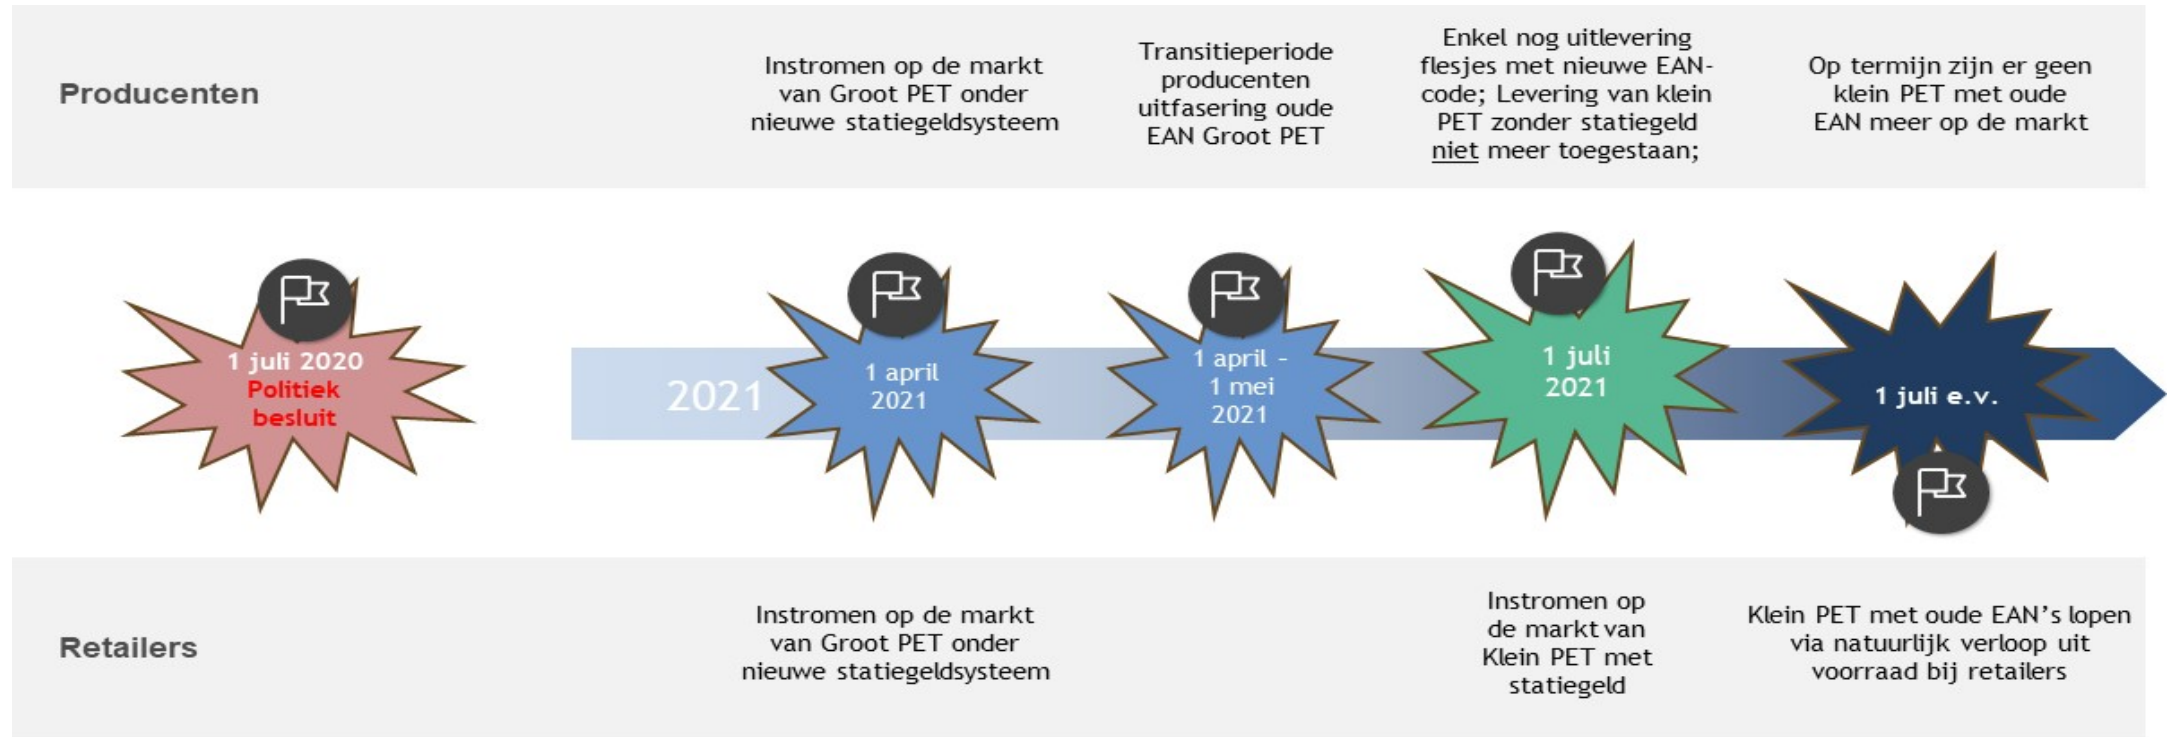 Producenten
Instromen op de markt
van Groot PET onder
nieuwe statiegeldsysteem
Transitieperiode
producenten
uitfasering oude
EAN Groot PET
Enkel nog uitlevering
flesjes met nieuwe EAN-
code; Levering van klein
PET zonder statiegeld
niet meer toegestaan;
Op termijn zijn er geen
klein PET met oude
EAN meer op de markt
1 juli 2020
Politiek
besluit
2021
1 april
2021
1 april -
1 mei
2021
1 juli
2021
1 juli e.v.
Retailers
Instromen op de markt
van Groot PET onder
nieuwe statiegeldsysteem
Instromen op
de markt van
Klein PET met
statiegeld
Klein PET met oude EAN's lopen
via natuurlijk verloop uit
voorraad bij retailers